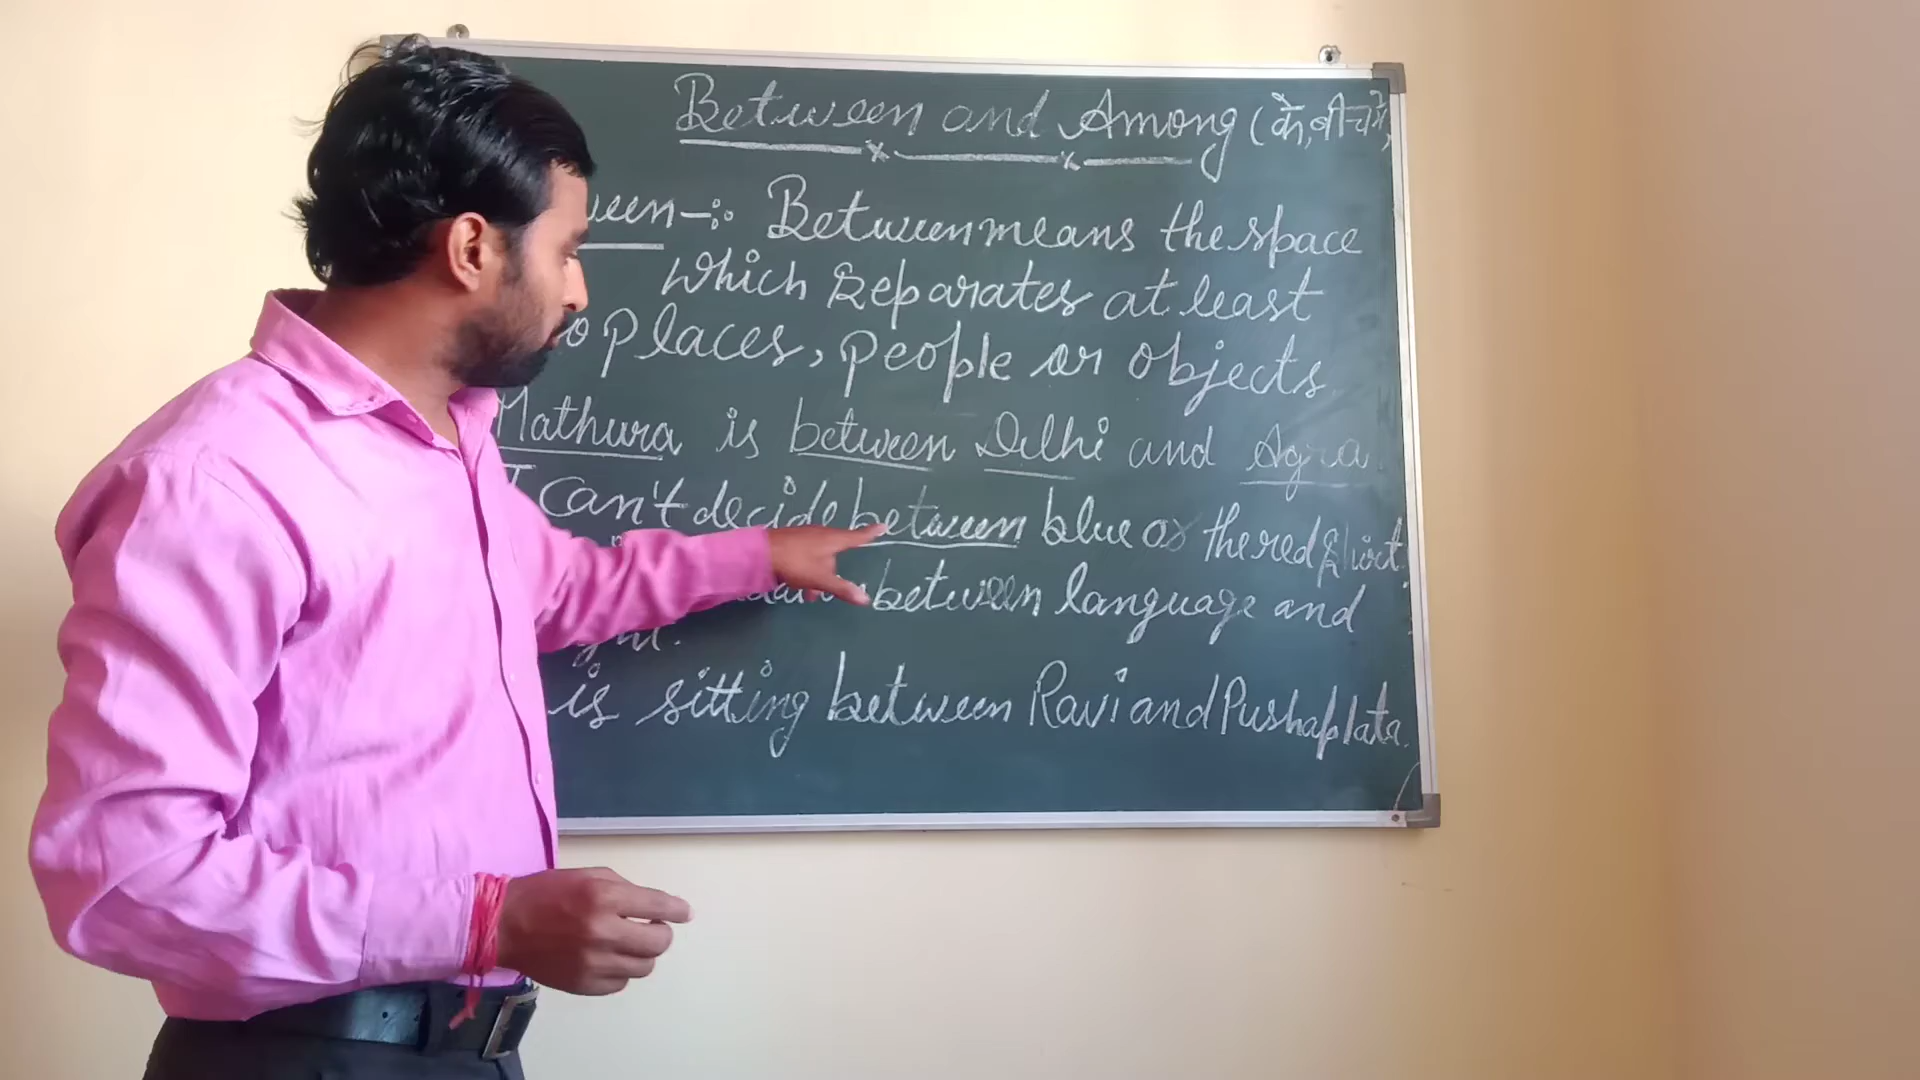 Between and Among (के, बीच में,
Between means the space
which separates at least
places, people or objects
Mathura is between Delhi and Agra
I can't decide between blue or the red shirt.
between language and
is sitting between Ravi and Pushaplata.